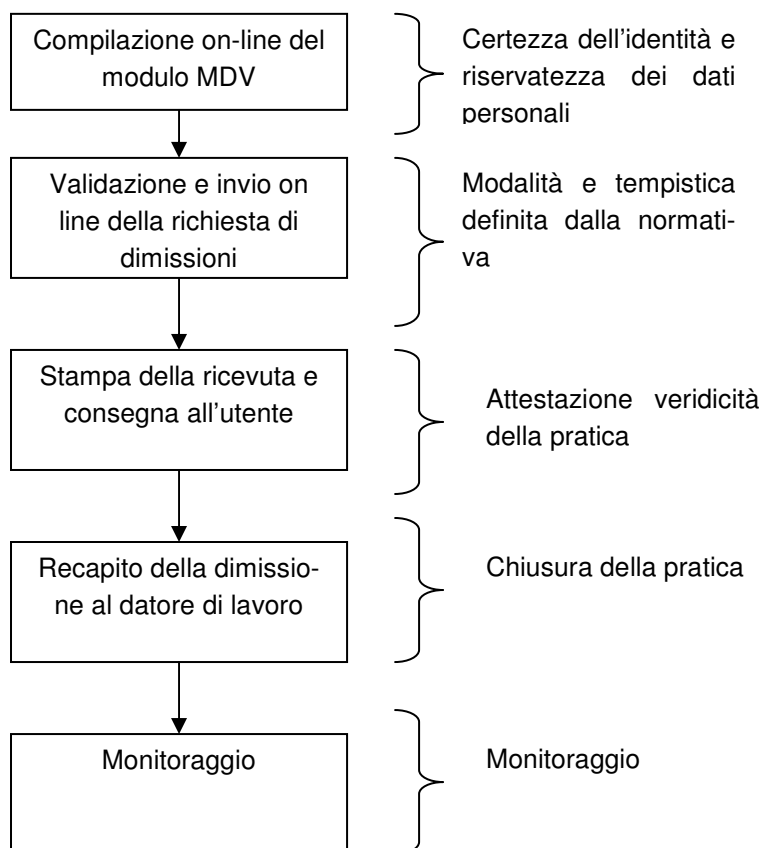 Compilazione on-line del
modulo MDV
Certezza dell'identità e
riservatezza dei dati
personali
Validazione e invio on
line della richiesta di
dimissioni
Modalità e tempistica
definita dalla normati-
va
Stampa della ricevuta e
consegna all'utente
Attestazione veridicità
della pratica
Recapito della dimissio-
ne al datore di lavoro
Chiusura della pratica
Monitoraggio
Monitoraggio